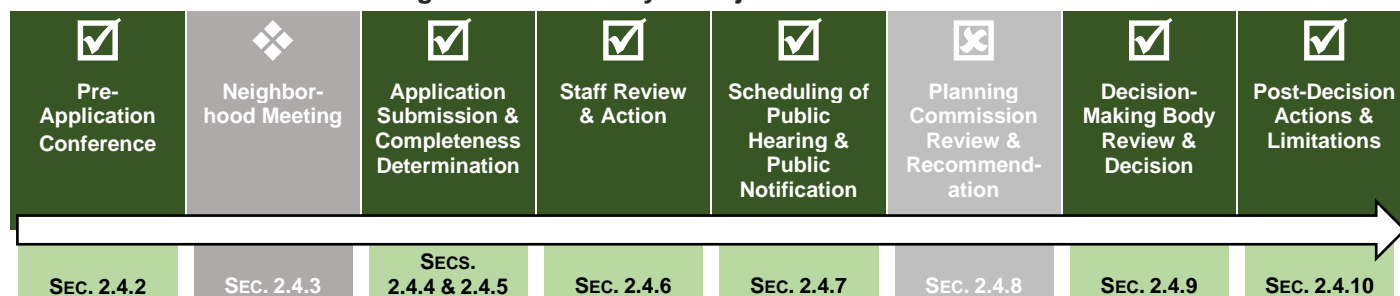 Pre-
Application
Conference
Neighbor-
hood Meeting
Application
Submission &
Completeness
Determination
Staff Review
& Action
Scheduling of
Public
Hearing &
Public
Notification
Planning
Commission
Review &
Recommend-
ation
Decision-
Making Body
Review &
Decision
Post-Decision
Actions &
Limitations
SEC. 2.4.2
SEC. 2.4.3
SECS.
2.4.4 & 2.4.5
SEC. 2.4.6
SEC. 2.4.7
SEC. 2.4.8
SEC. 2.4.9
SEC. 2.4.10